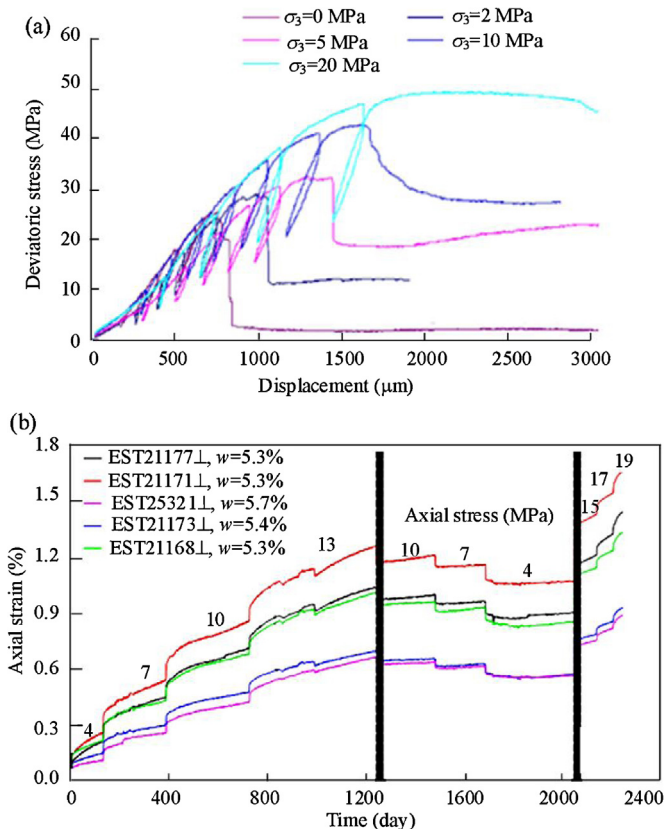 (a)
σ3=0 MPa σ3=2 MPa
σ3=5 MPa σ3=10 MPa
σ3=20 MPa
60
50
40
30
20
10
0
Deviatoric stress (MPa)
0 500 1000 1500 2000 2500 3000
Displacement (μm)
(b)
1.8
1.5
1.2
0.9
0.6
0.3
0.0
Axial strain (%)
EST21177⊥, w=5.3%
EST21171⊥, w=5.3%
EST25321⊥, w=5.7%
EST21173⊥, w=5.4%
EST21168⊥, w=5.3%
4
7
10
13
Axial stress (MPa)
10
7
4
15
17
19
0 400 800 1200 1600 2000 2400
Time (day)